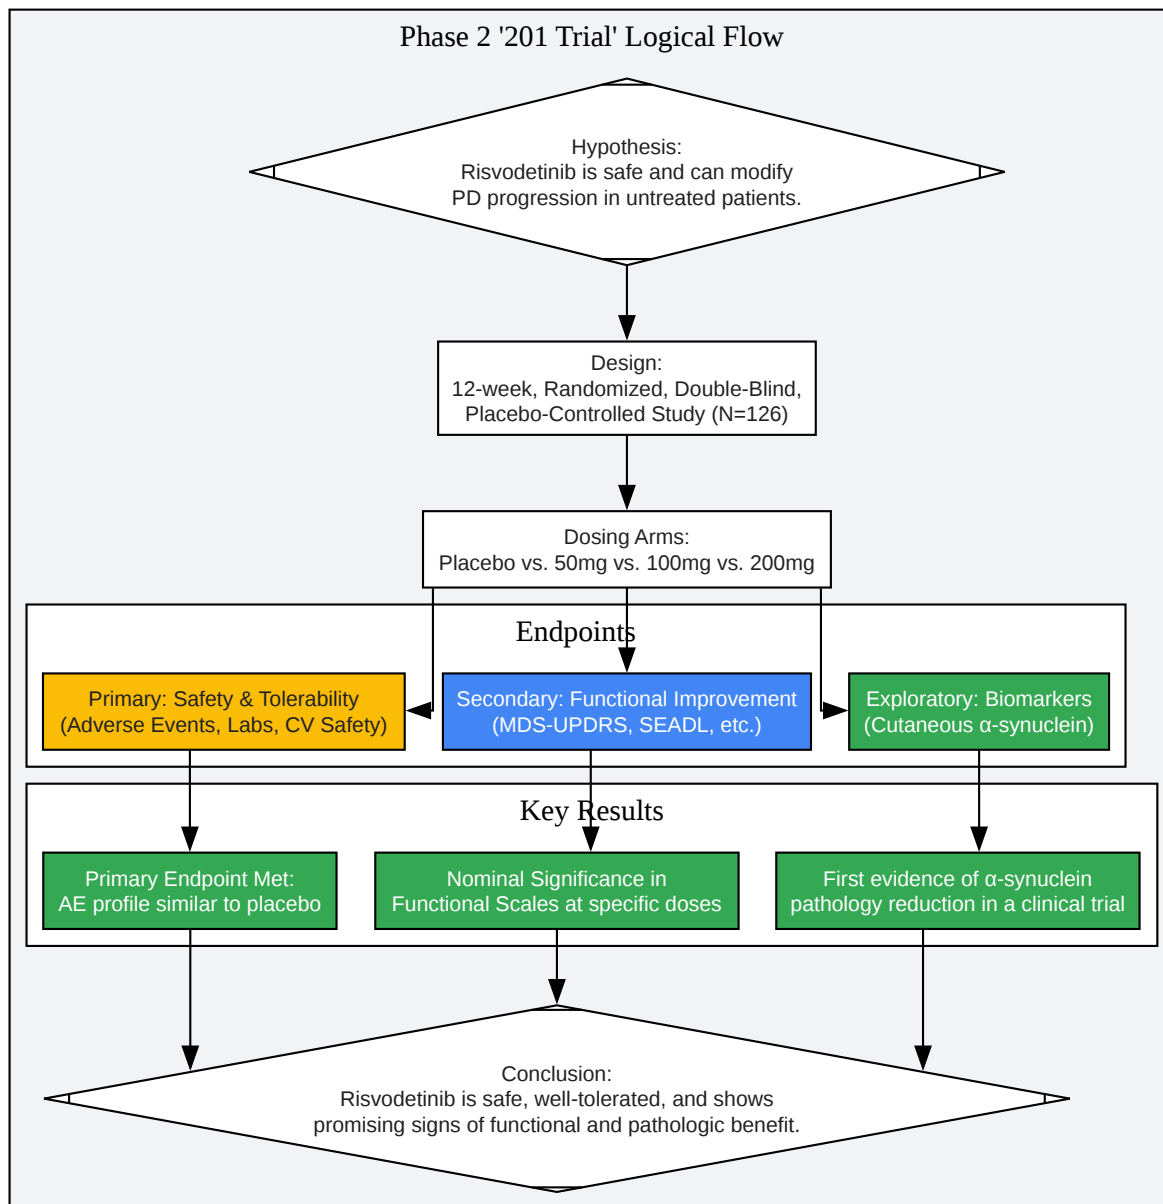 Phase 2 '201 Trial' Logical Flow
Hypothesis:
Risvodetinib is safe and can modify
PD progression in untreated patients.
Design:
12-week, Randomized, Double-Blind,
Placebo-Controlled Study (N=126)
Dosing Arms:
Placebo vs. 50mg vs. 100mg vs. 200mg
Endpoints
Primary: Safety & Tolerability
(Adverse Events, Labs, CV Safety)
Secondary: Functional Improvement
(MDS-UPDRS, SEADL, etc.)
Exploratory: Biomarkers
(Cutaneous α-synuclein)
Key Results
Primary Endpoint Met:
AE profile similar to placebo
Nominal Significance in
Functional Scales at specific doses
First evidence of α-synuclein
pathology reduction in a clinical trial
Conclusion:
Risvodetinib is safe, well-tolerated, and shows
promising signs of functional and pathologic benefit.